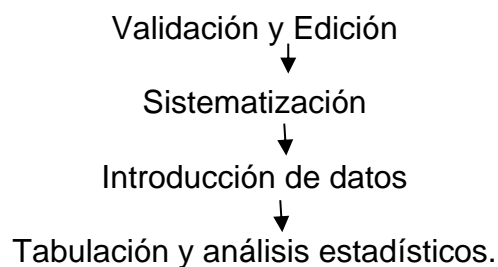 Validación y Edición
Sistematización
Introducción de datos
Tabulación y análisis estadísticos.